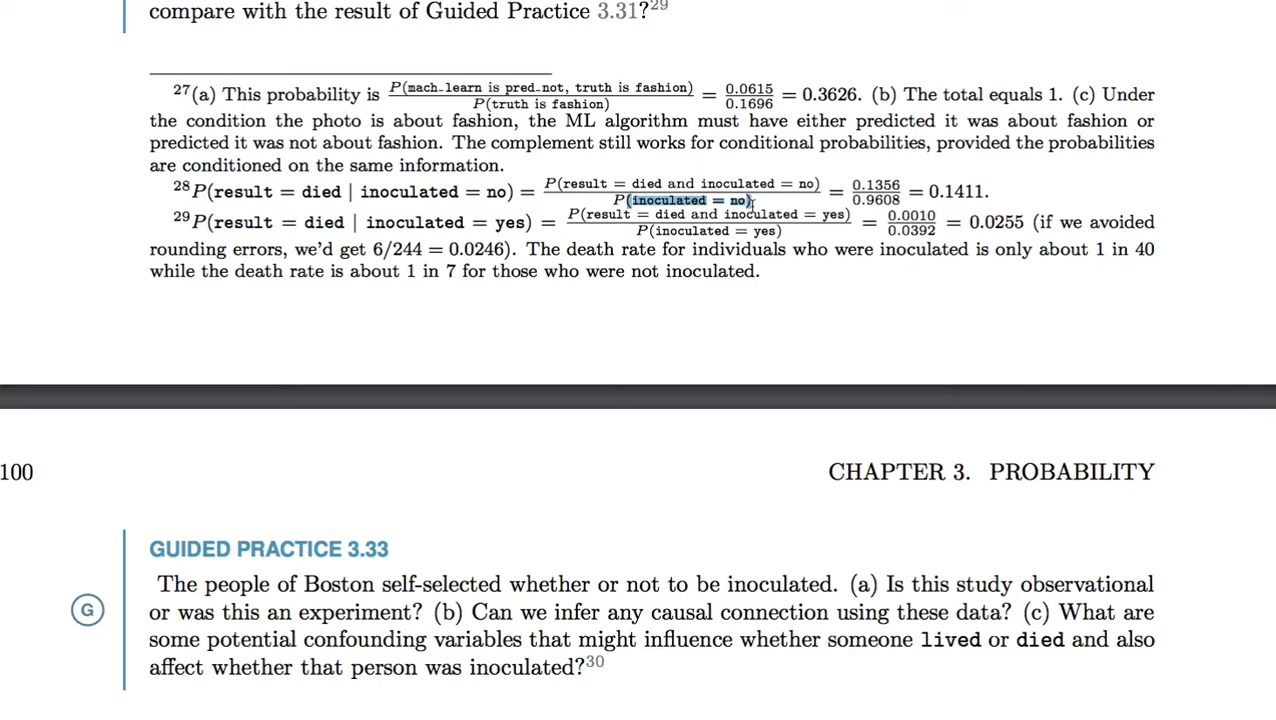 compare with the result of Guided Practice 3.31?29
27(a) This probability is P(mach_learn is pred_not, truth is fashion) / P(truth is fashion) = 0.0615 / 0.1696 = 0.3626. (b) The total equals 1. (c) Under
the condition the photo is about fashion, the ML algorithm must have either predicted it was about fashion or
predicted it was not about fashion. The complement still works for conditional probabilities, provided the probabilities
are conditioned on the same information.
28P(result = died | inoculated = no) = P(result = died and inoculated = no) / P(inoculated = no) = 0.1356 / 0.9608 = 0.1411.
29P(result = died | inoculated = yes) = P(result = died and inoculated = yes) / P(inoculated = yes) = 0.0010 / 0.0392 = 0.0255 (if we avoided
rounding errors, we'd get 6/244 = 0.0246). The death rate for individuals who were inoculated is only about 1 in 40
while the death rate is about 1 in 7 for those who were not inoculated.
100 CHAPTER 3. PROBABILITY
GUIDED PRACTICE 3.33
The people of Boston self-selected whether or not to be inoculated. (a) Is this study observational
G or was this an experiment? (b) Can we infer any causal connection using these data? (c) What are
some potential confounding variables that might influence whether someone lived or died and also
affect whether that person was inoculated?30